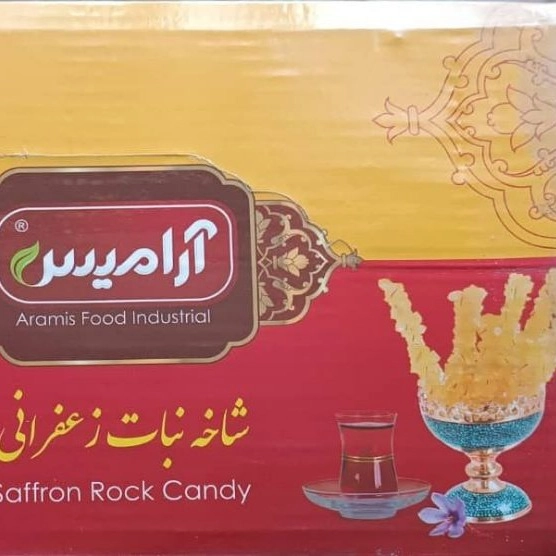 آرامیس
®
Aramis Food Industrial
شاخه نبات زعفرانی
Saffron Rock Candy